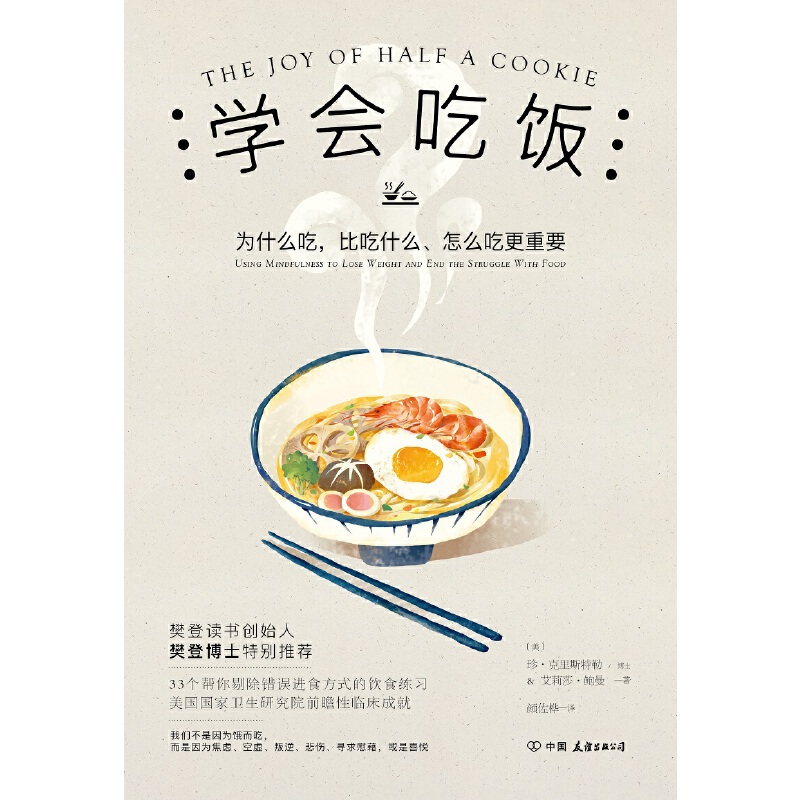 THE JOY OF HALF A COOKIE
学会吃饭
为什么吃，比吃什么、怎么吃更重要
USING MINDFULNESS TO LOSE WEIGHT AND END THE STRUGGLE WITH FOOD
樊登读书创始人
樊登博士特别推荐
33个帮你剔除错误进食方式的饮食练习
美国国家卫生研究院前瞻性临床成就
我们不是因为饿而吃，
而是因为焦虑、空虚、叛逆、悲伤、寻求慰藉，或是喜悦
［美］
珍·克里斯特勒 / 博士
& 艾莉莎·鲍曼 一著
颜佐桦一译
中国友谊出版公司